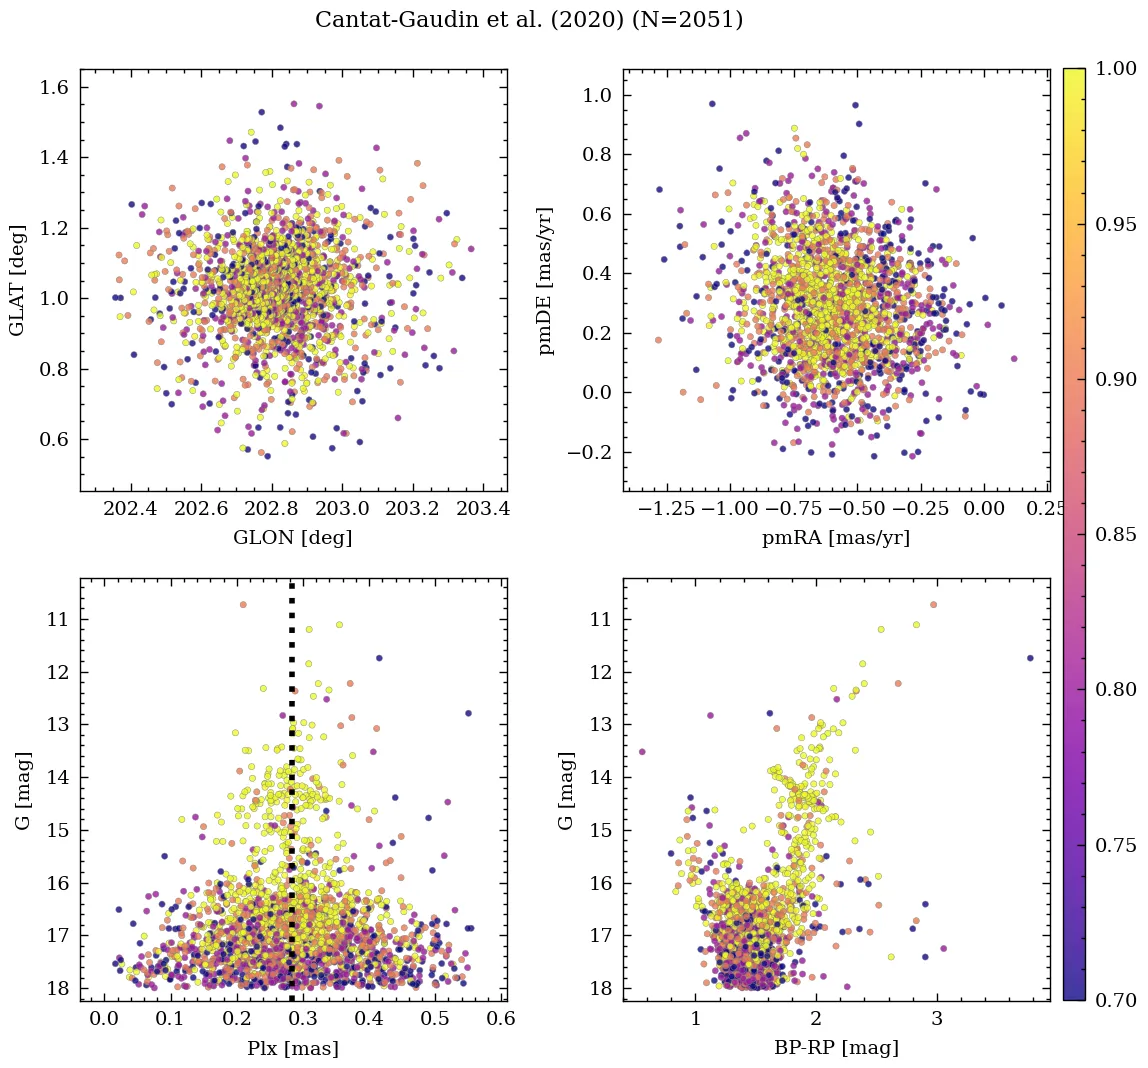 Cantat-Gaudin et al. (2020) (N=2051)
1.6
1.4
1.2
1.0
0.8
0.6
GLAT [deg]
202.4 202.6 202.8 203.0 203.2 203.4
GLON [deg]
1.0
0.8
0.6
0.4
0.2
0.0
−0.2
pmDE [mas/yr]
−1.25 −1.00 −0.75 −0.50 −0.25 0.00 0.25
pmRA [mas/yr]
11
12
13
14
15
16
17
18
G [mag]
0.0 0.1 0.2 0.3 0.4 0.5 0.6
Plx [mas]
11
12
13
14
15
16
17
18
G [mag]
1 2 3
BP-RP [mag]
1.00
0.95
0.90
0.85
0.80
0.75
0.70